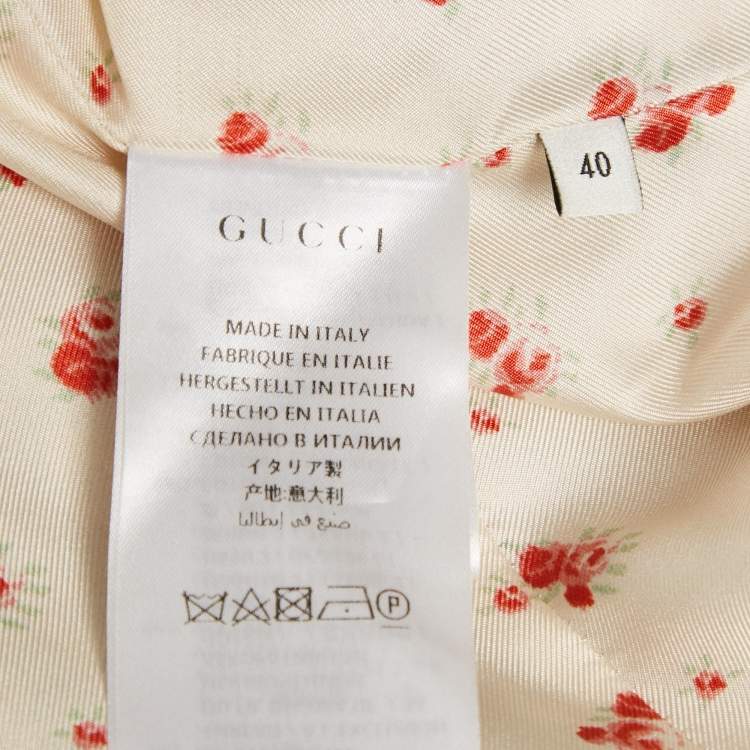 40
GUCCI
MADE IN ITALY
FABRIQUE EN ITALIE
HERGESTELLT IN ITALIEN
HECHO EN ITALIA
СДЕЛАНО В ИТАЛИИ
イタリア製
产地:意大利
صنع في إيطاليا
P